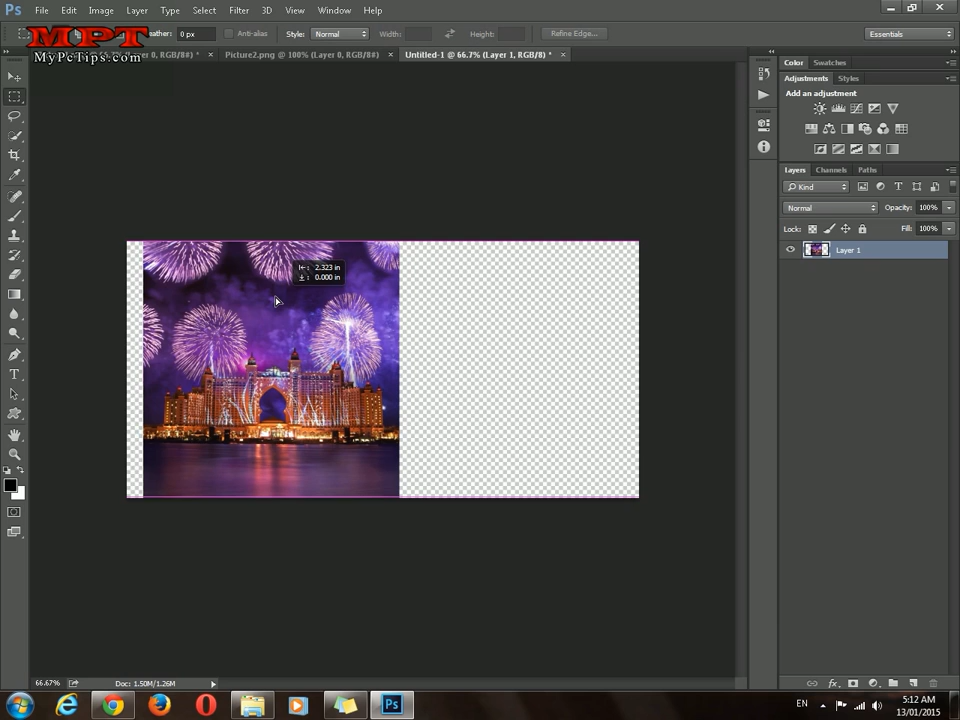 Ps File Edit Image Layer Type Select Filter 3D View Window Help
MPT
MyPcTips.com
0 px Anti-alias Style: Normal Width: Height: Refine Edge... Essentials
0, RGB/8#) * × Picture2.png @ 100% (Layer 0, RGB/8) × Untitled-1 @ 66.7% (Layer 1, RGB/8) * ×
Color Swatches
Adjustments Styles
Add an adjustment
Layers Channels Paths
Kind
Normal Opacity: 100%
Lock: Fill: 100%
Layer 1
2.323 in
0.000 in
66.67% Doc: 1.50M/1.26M
Ps EN 5:12 AM
13/01/2015